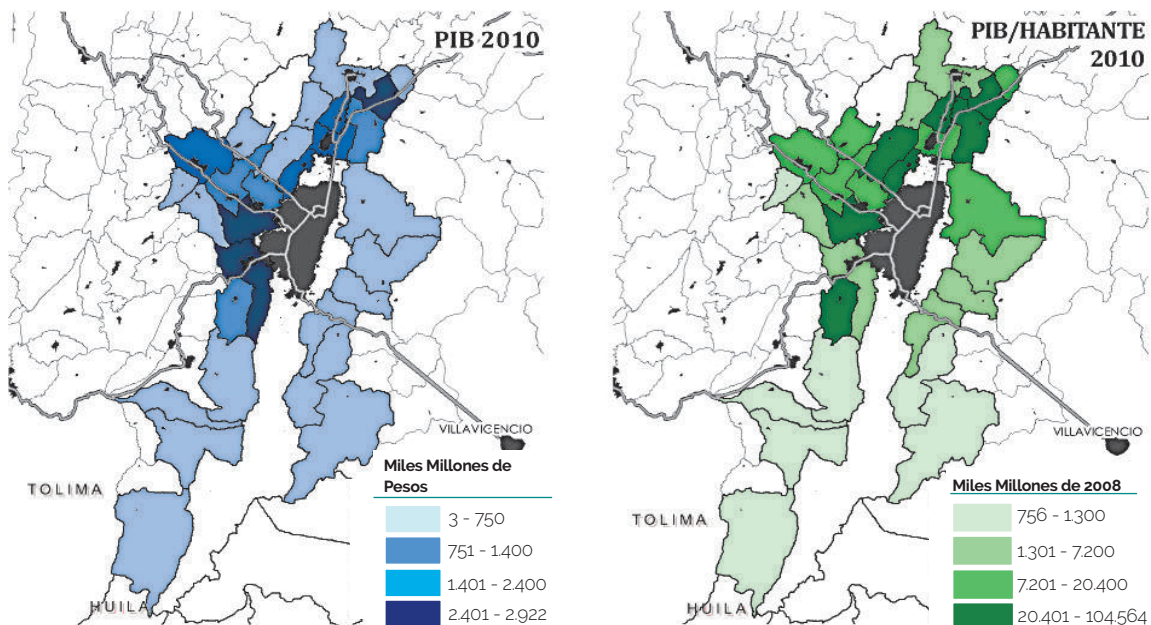 PIB 2010
VILLAVICENCIO
TOLIMA
HUILA
Miles Millones de
Pesos
3 - 750
751 - 1.400
1.401 - 2.400
2.401 - 2.922
PIB/HABITANTE
2010
VILLAVICENCIO
TOLIMA
HUILA
Miles Millones de 2008
756 - 1.300
1.301 - 7.200
7.201 - 20.400
20.401 - 104.564